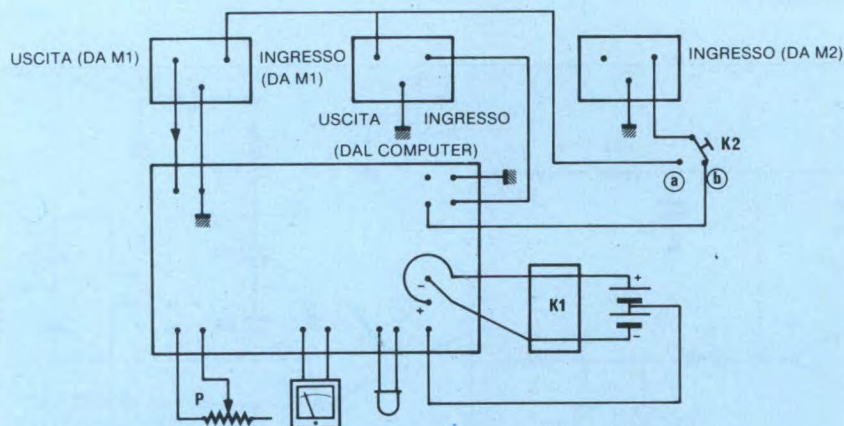 USCITA (DA M1)
INGRESSO
(DA M1)
INGRESSO (DA M2)
USCITA
INGRESSO
(DAL COMPUTER)
K2
a
b
-
+
K1
+
-
P